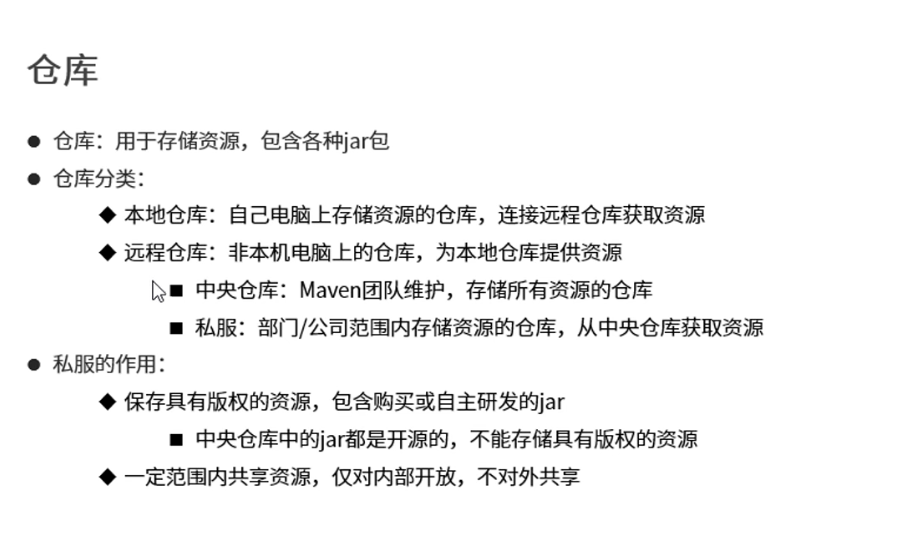 仓库
● 仓库：用于存储资源，包含各种jar包
● 仓库分类：
◆ 本地仓库：自己电脑上存储资源的仓库，连接远程仓库获取资源
◆ 远程仓库：非本机电脑上的仓库，为本地仓库提供资源
■ 中央仓库：Maven团队维护，存储所有资源的仓库
■ 私服：部门/公司范围内存储资源的仓库，从中央仓库获取资源
● 私服的作用：
◆ 保存具有版权的资源，包含购买或自主研发的jar
■ 中央仓库中的jar都是开源的，不能存储具有版权的资源
◆ 一定范围内共享资源，仅对内部开放，不对外共享